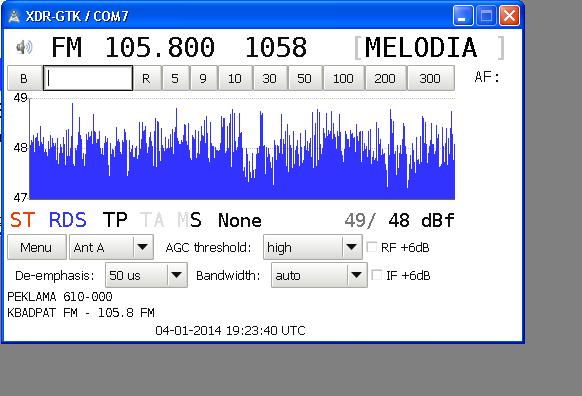 XDR-GTK / COM7
FM 105.800 1058 [MELODIA ]
B R 5 9 10 30 50 100 200 300 AF:
49
48
47
ST RDS TP TA MS None 49/ 48 dBf
Menu Ant A AGC threshold: high RF +6dB
De-emphasis: 50 us Bandwidth: auto IF +6dB
PEKLAMA 610-000
KBADPAT FM - 105.8 FM
04-01-2014 19:23:40 UTC